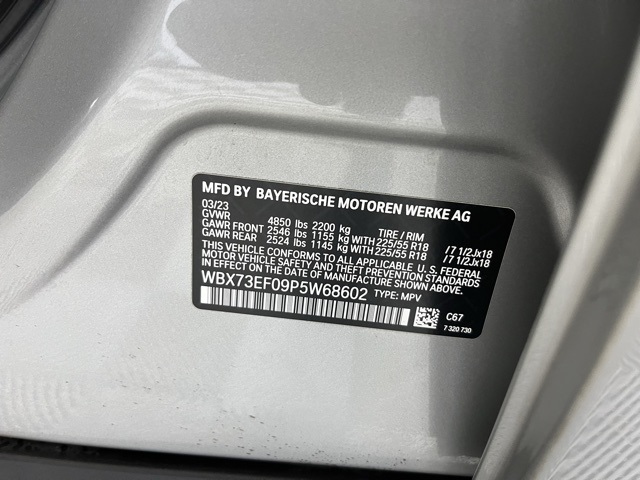 MFD BY BAYERISCHE MOTOREN WERKE AG
03/23
GVWR 4850 lbs 2200 kg TIRE / RIM
GAWR FRONT 2546 lbs 1155 kg WITH 225/55 R18 / 7 1/2Jx18
GAWR REAR 2524 lbs 1145 kg WITH 225/55 R18 / 7 1/2Jx18
THIS VEHICLE CONFORMS TO ALL APPLICABLE U.S. FEDERAL
MOTOR VEHICLE SAFETY AND THEFT PREVENTION STANDARDS
IN EFFECT ON THE DATE OF MANUFACTURE SHOWN ABOVE.
WBX73EF09P5W68602 TYPE: MPV
C67
7 320 730